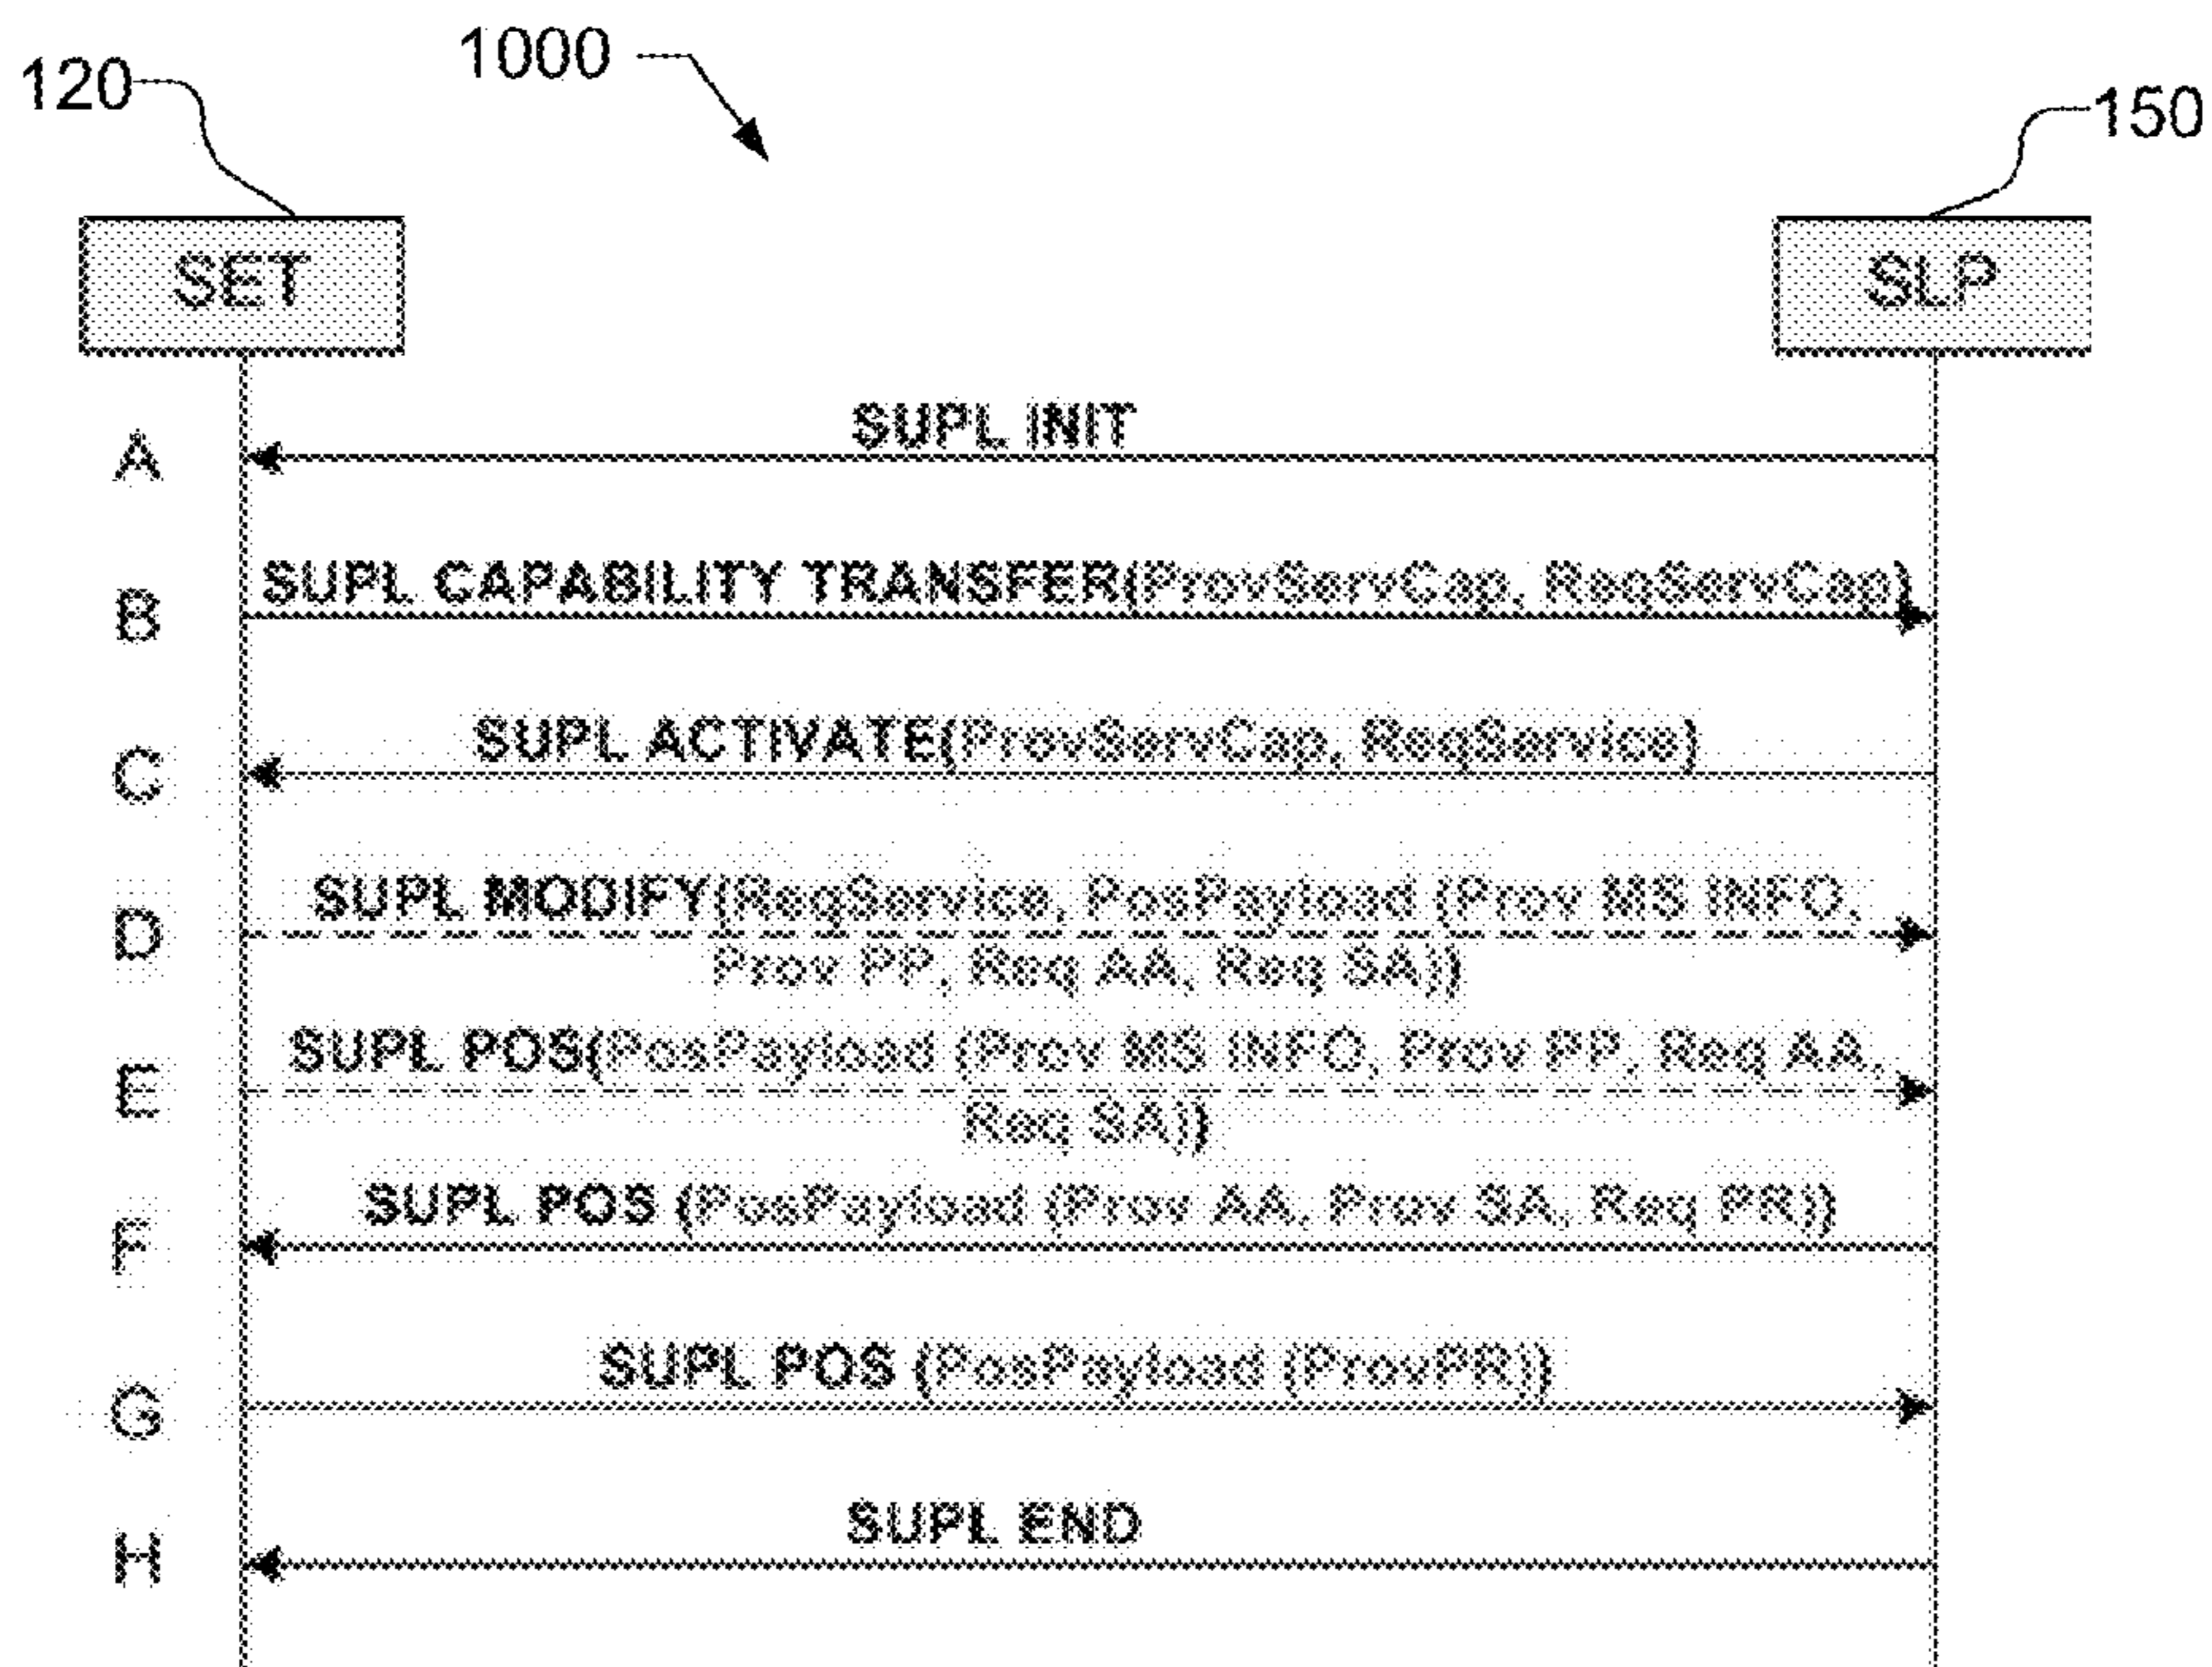 1000
120
150
SET
SLP
SUPL INIT
A
SUPL CAPABILITY TRANSFER(ProvServCap, ReqServCap)
B
SUPL ACTIVATE(ProvServCap, ReqService)
C
SUPL MODIFY(ReqService, PosPayload (Prov MS INFO,
D
Prov PP, Req AA, Req SA))
SUPL POS(PosPayload (Prov MS INFO, Prov PP, Req AA,
E
Req SA))
SUPL POS (PosPayload (Prov AA, Prov SA, Req PR))
F
SUPL POS (PosPayload (ProvPR))
G
SUPL END
H